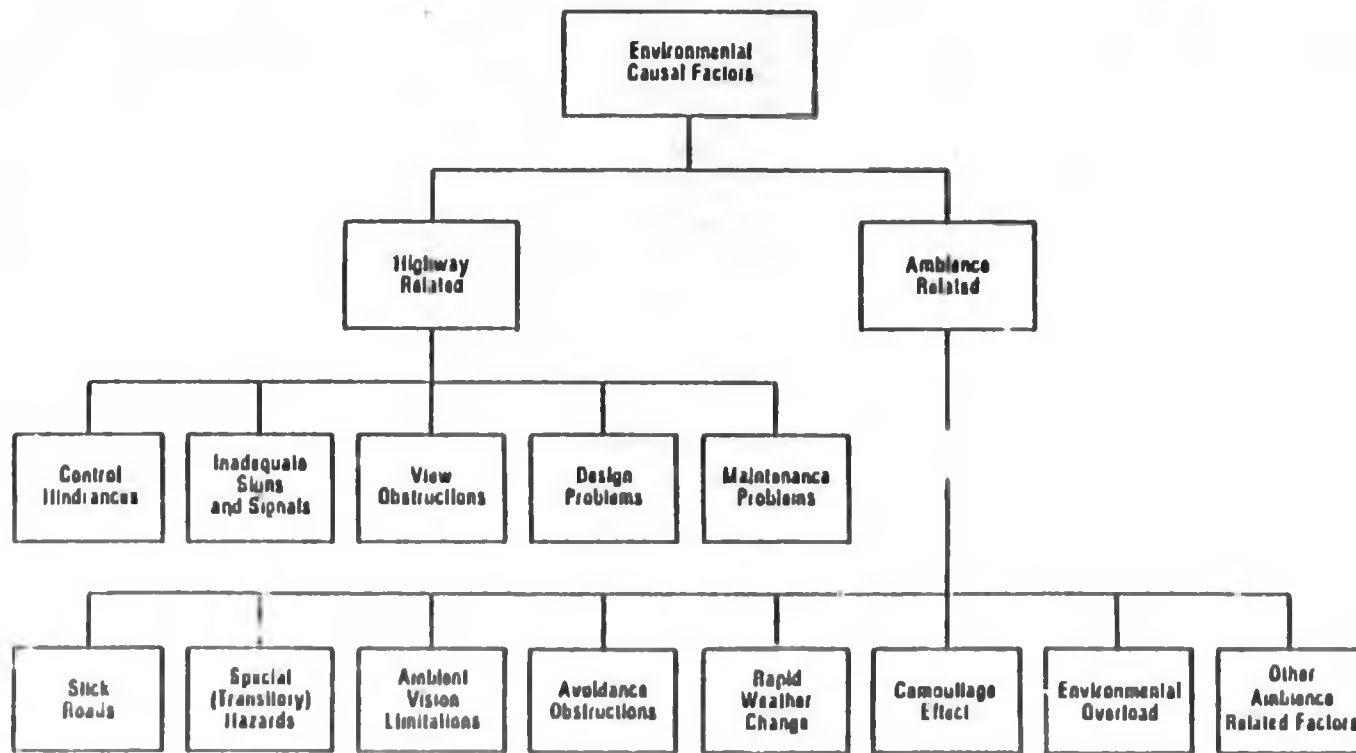 Environmental
Causal Factors
Highway
Related
Ambience
Related
Control
Hindrances
Inadequate
Signs
and Signals
View
Obstructions
Design
Problems
Maintenance
Problems
Slick
Roads
Special
(Transitory)
Hazards
Ambient
Vision
Limitations
Avoidance
Obstructions
Rapid
Weather
Change
Camouflage
Effect
Environmental
Overload
Other
Ambience
Related Factors